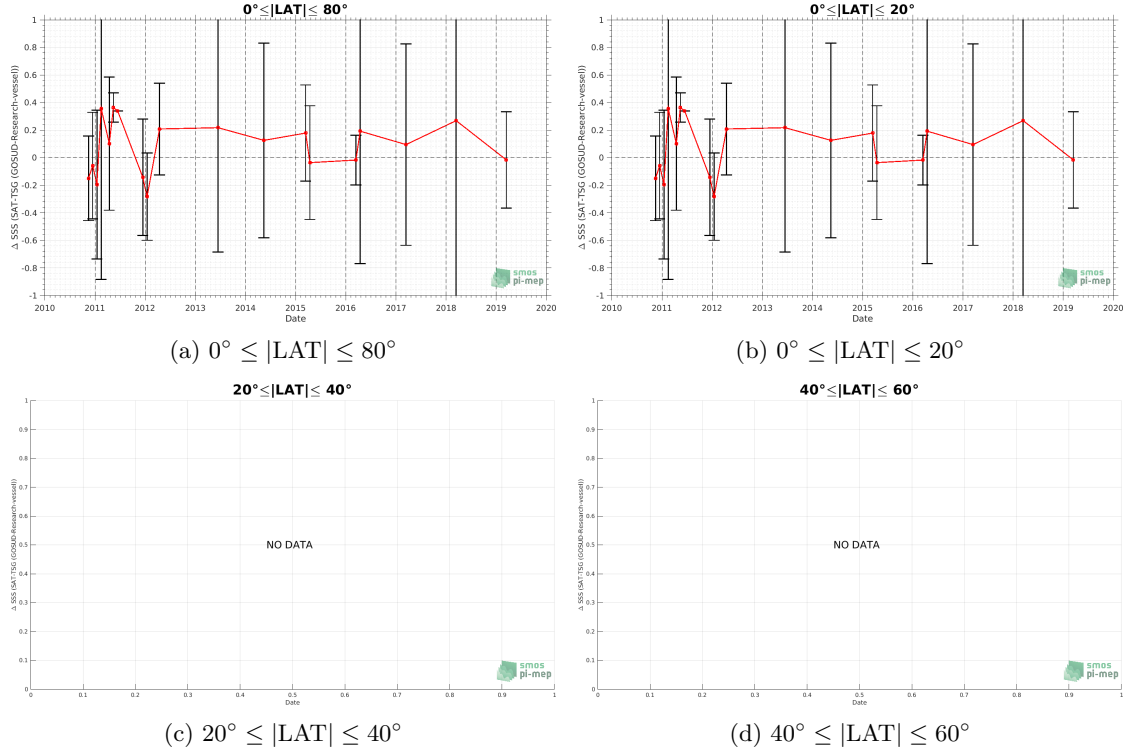 0°≤|LAT|≤ 80°
Δ SSS (SAT-TSG (GOSUD-Research-vessel))
1
0.8
0.6
0.4
0.2
0
-0.2
-0.4
-0.6
-0.8
-1
2010 2011 2012 2013 2014 2015 2016 2017 2018 2019 2020
Date
smos
pi-mep
(a) 0° ≤ |LAT| ≤ 80°
0°≤|LAT|≤ 20°
Δ SSS (SAT-TSG (GOSUD-Research-vessel))
1
0.8
0.6
0.4
0.2
0
-0.2
-0.4
-0.6
-0.8
-1
2010 2011 2012 2013 2014 2015 2016 2017 2018 2019 2020
Date
smos
pi-mep
(b) 0° ≤ |LAT| ≤ 20°
20°≤|LAT|≤ 40°
Δ SSS (SAT-TSG (GOSUD-Research-vessel))
1
0.9
0.8
0.7
0.6
0.5
0.4
0.3
0.2
0.1
0
NO DATA
0 0.1 0.2 0.3 0.4 0.5 0.6 0.7 0.8 0.9 1
Date
smos
pi-mep
(c) 20° ≤ |LAT| ≤ 40°
40°≤|LAT|≤ 60°
Δ SSS (SAT-TSG (GOSUD-Research-vessel))
1
0.9
0.8
0.7
0.6
0.5
0.4
0.3
0.2
0.1
0
NO DATA
0 0.1 0.2 0.3 0.4 0.5 0.6 0.7 0.8 0.9 1
Date
smos
pi-mep
(d) 40° ≤ |LAT| ≤ 60°